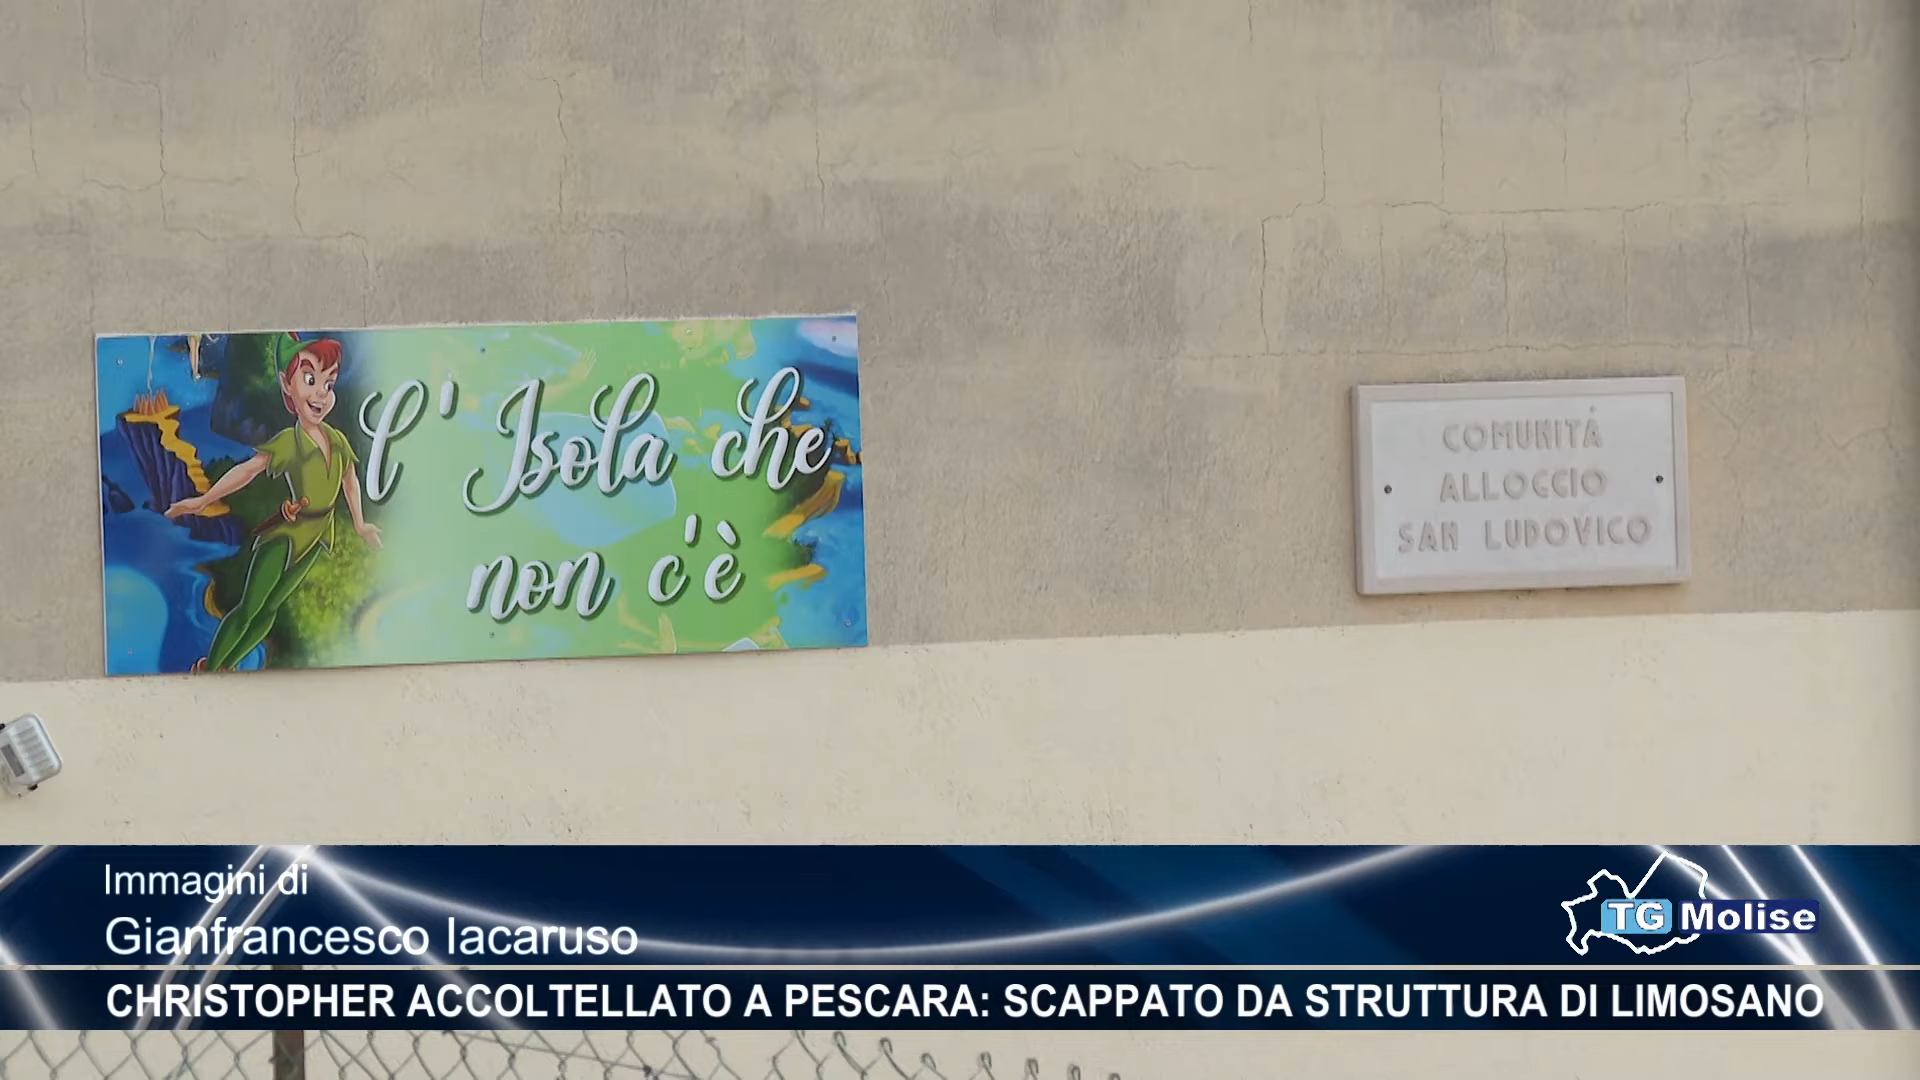 l'Isola che
non c'è
COMUNITÁ
ALLOGGIO
SAN LUDOVICO
Immagini di
Gianfrancesco Iacaruso
TG Molise
CHRISTOPHER ACCOLTELLATO A PESCARA: SCAPPATO DA STRUTTURA DI LIMOSANO